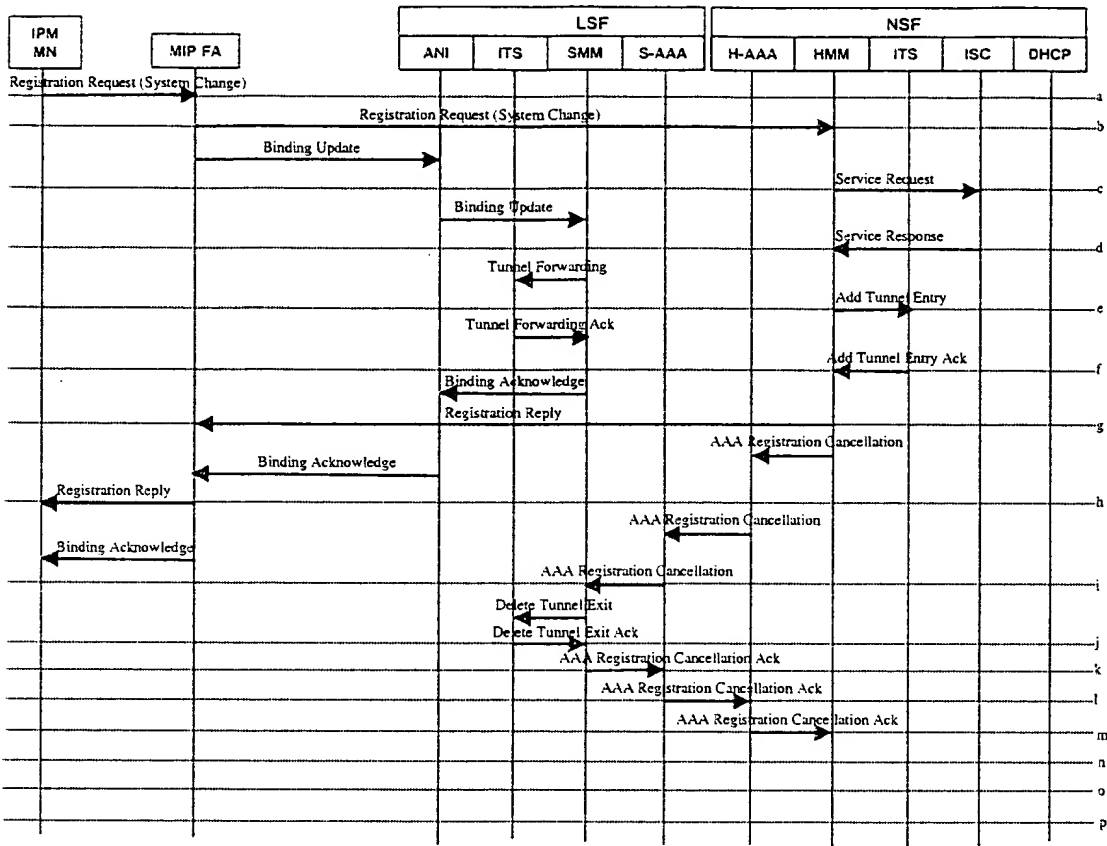 IPM
MN
MIP FA
LSF
NSF
ANI
ITS
SMM
S-AAA
H-AAA
HMM
ITS
ISC
DHCP
Registration Request (System Change)
a
Registration Request (System Change)
b
Binding Update
Service Request
c
Binding Update
Service Response
d
Tunnel Forwarding
Add Tunnel Entry
e
Tunnel Forwarding Ack
Add Tunnel Entry Ack
f
Binding Acknowledge
Registration Reply
g
AAA Registration Cancellation
Binding Acknowledge
Registration Reply
h
AAA Registration Cancellation
Binding Acknowledge
AAA Registration Cancellation
i
Delete Tunnel Exit
Delete Tunnel Exit Ack
j
AAA Registration Cancellation Ack
k
AAA Registration Cancellation Ack
l
AAA Registration Cancellation Ack
m
n
o
p